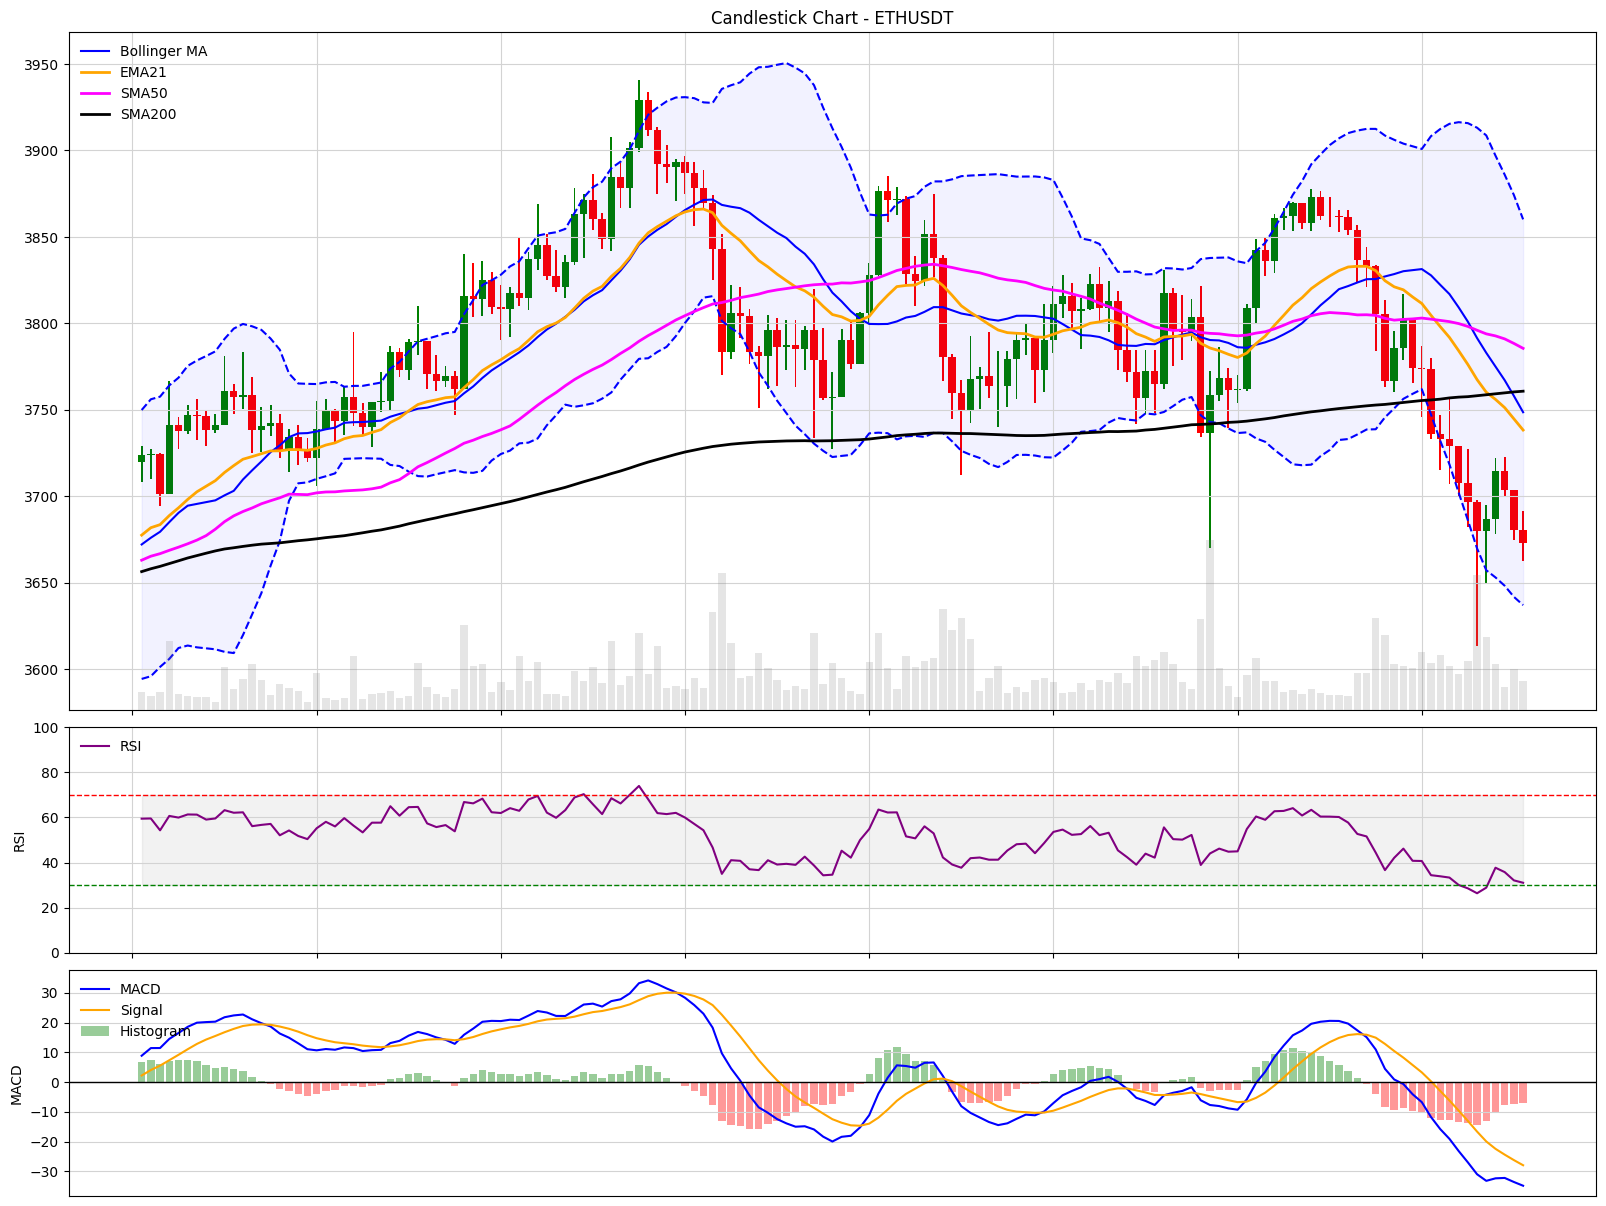 Candlestick Chart - ETHUSDT
Bollinger MA
EMA21
SMA50
SMA200
3950
3900
3850
3800
3750
3700
3650
3600
RSI
100
80
60
40
20
0
RSI
MACD
Signal
Histogram
30
20
10
0
−10
−20
−30
MACD